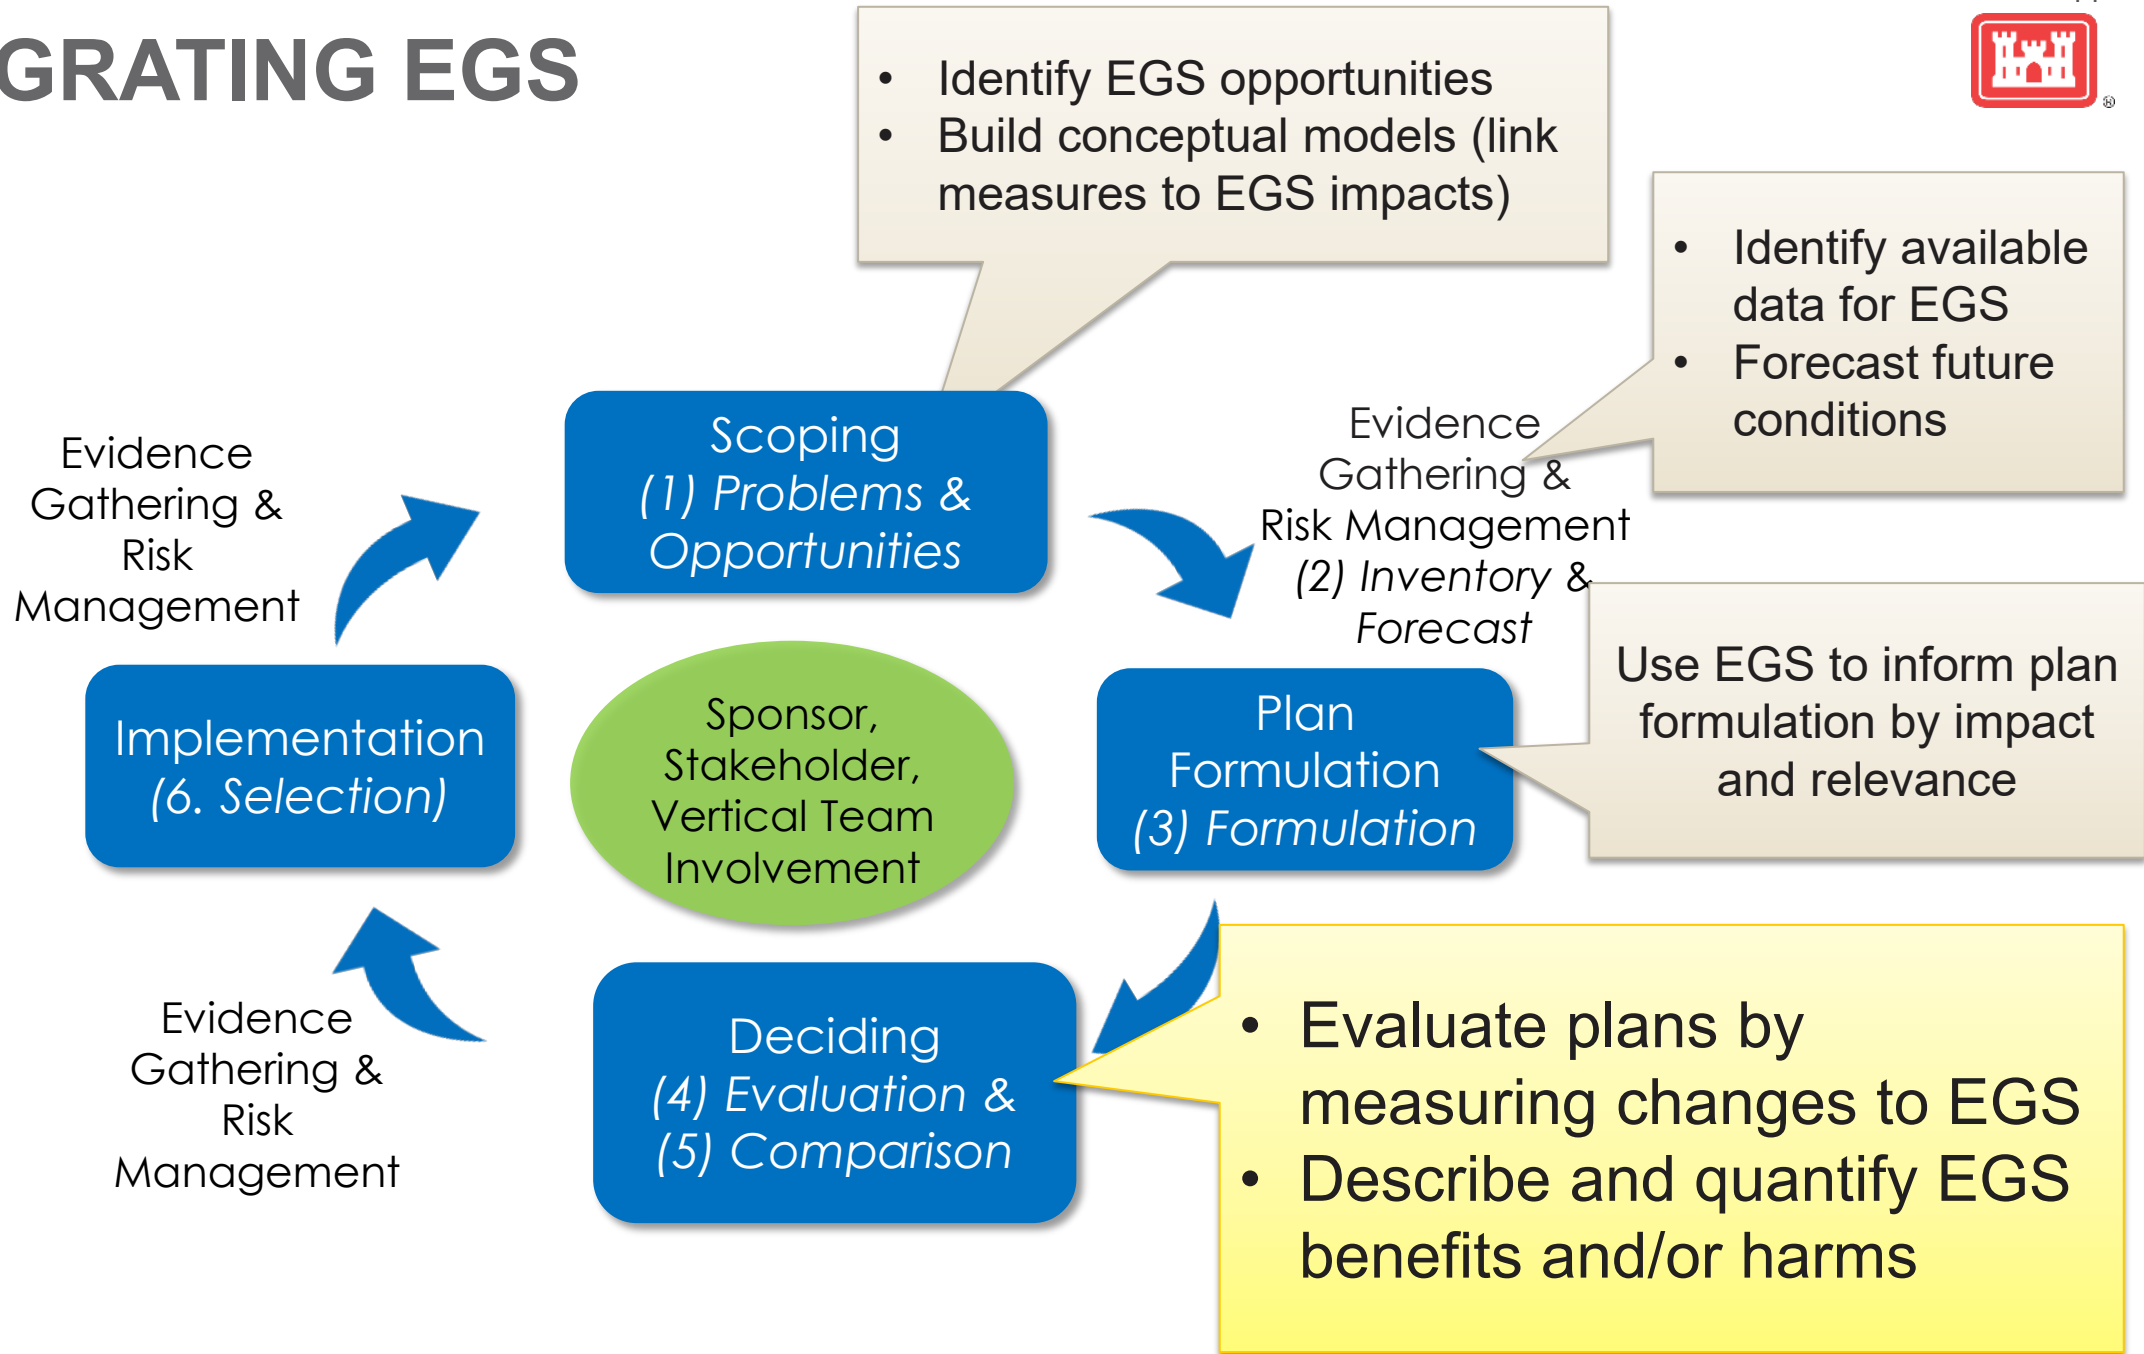 GRATING EGS
• Identify EGS opportunities
• Build conceptual models (link
measures to EGS impacts)
®
• Identify available
data for EGS
• Forecast future
conditions
Evidence
Gathering &
Risk
Management
Scoping
(1) Problems &
Opportunities
Evidence
Gathering &
Risk Management
(2) Inventory &
Forecast
Use EGS to inform plan
formulation by impact
and relevance
Implementation
(6. Selection)
Sponsor,
Stakeholder,
Vertical Team
Involvement
Plan
Formulation
(3) Formulation
Evidence
Gathering &
Risk
Management
Deciding
(4) Evaluation &
(5) Comparison
• Evaluate plans by
measuring changes to EGS
• Describe and quantify EGS
benefits and/or harms